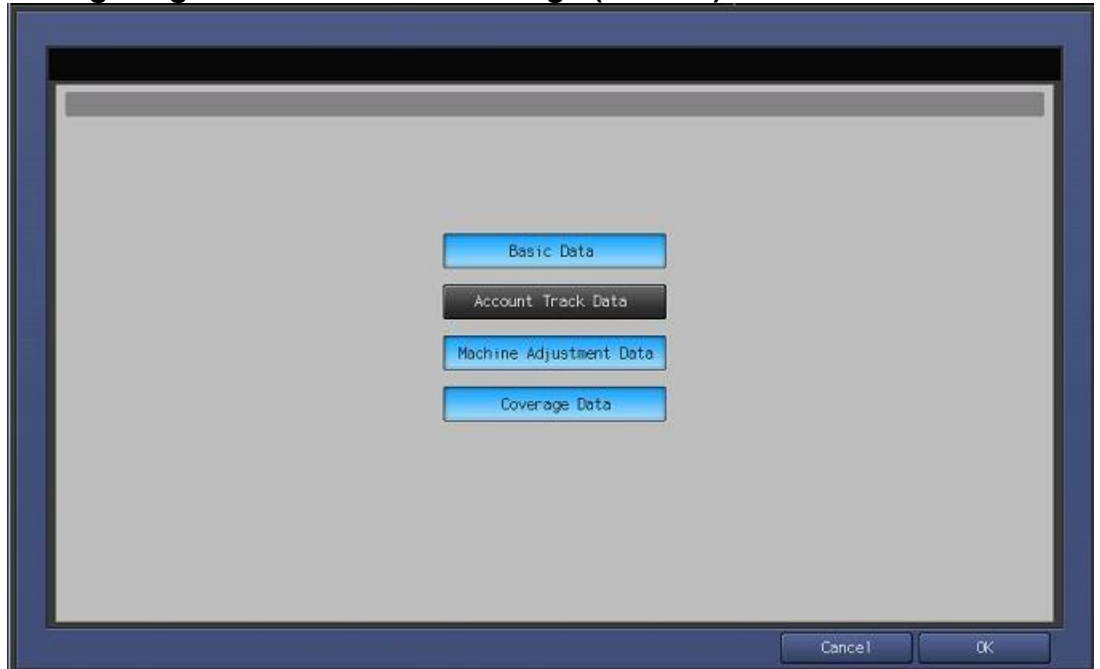 Basic Data
Account Track Data
Machine Adjustment Data
Coverage Data
Cancel
OK